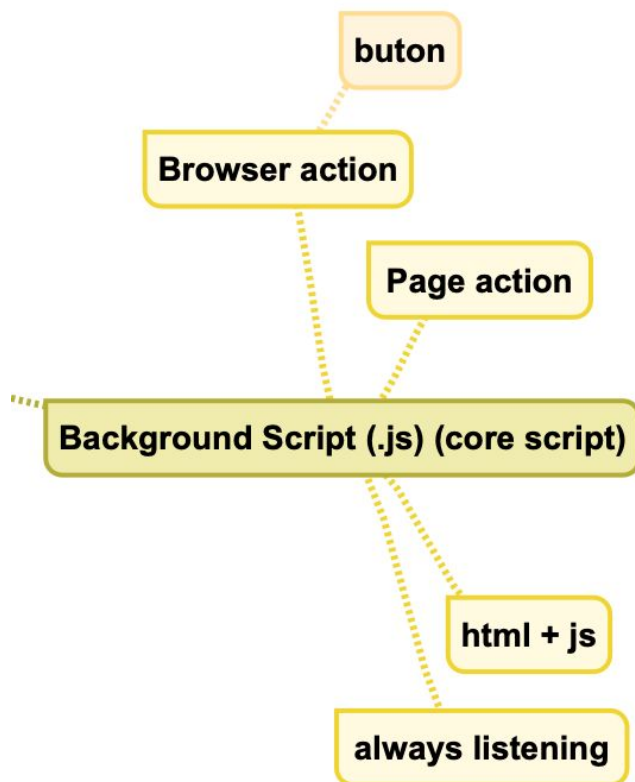 buton
Browser action
Page action
Background Script (.js) (core script)
html + js
always listening